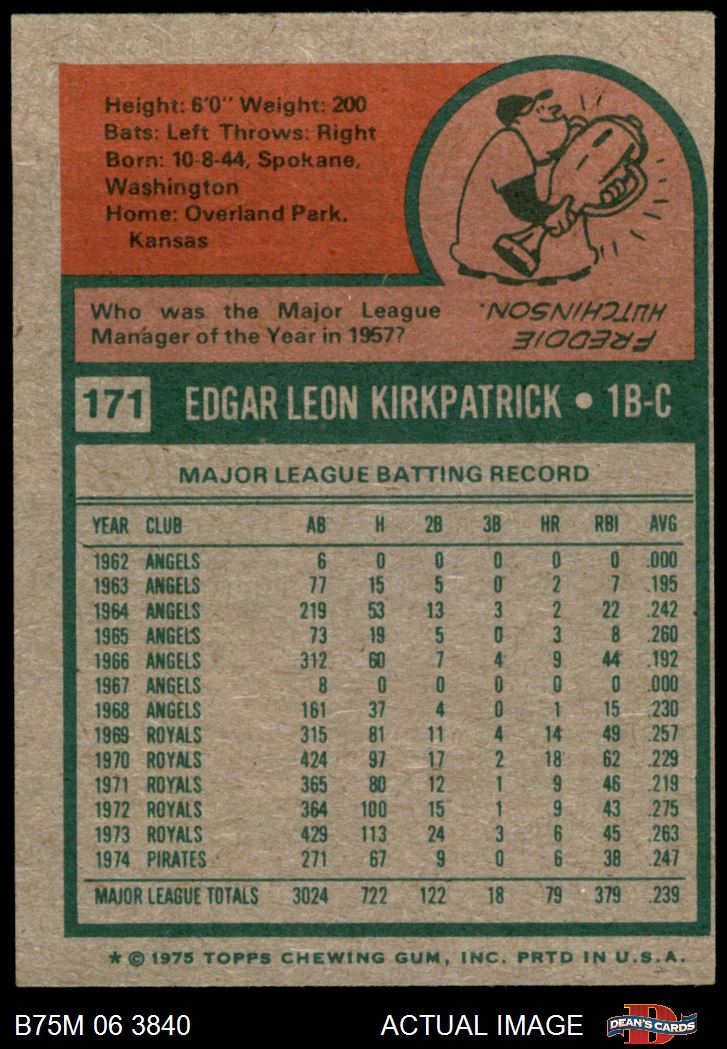 Height: 6'0" Weight: 200
Bats: Left Throws: Right
Born: 10-8-44, Spokane,
Washington
Home: Overland Park,
Kansas
Who was the Major League
Manager of the Year in 1957?
FREDDIE
HUTCHINSON.
171 EDGAR LEON KIRKPATRICK • 1B-C
MAJOR LEAGUE BATTING RECORD
YEAR CLUB AB H 2B 3B HR RBI AVG
1962 ANGELS 6 0 0 0 0 0 .000
1963 ANGELS 77 15 5 0 2 7 .195
1964 ANGELS 219 53 13 3 2 22 .242
1965 ANGELS 73 19 5 0 3 8 .260
1966 ANGELS 312 60 7 4 9 44 .192
1967 ANGELS 8 0 0 0 0 0 .000
1968 ANGELS 161 37 4 0 1 15 .230
1969 ROYALS 315 81 11 4 14 49 .257
1970 ROYALS 424 97 17 2 18 62 .229
1971 ROYALS 365 80 12 1 9 46 .219
1972 ROYALS 364 100 15 1 9 43 .275
1973 ROYALS 429 113 24 3 6 45 .263
1974 PIRATES 271 67 9 0 6 38 .247
MAJOR LEAGUE TOTALS 3024 722 122 18 79 379 .239
* © 1975 TOPPS CHEWING GUM, INC. PRTD IN U.S.A.
B75M 06 3840 ACTUAL IMAGE DEAN'S CARDS